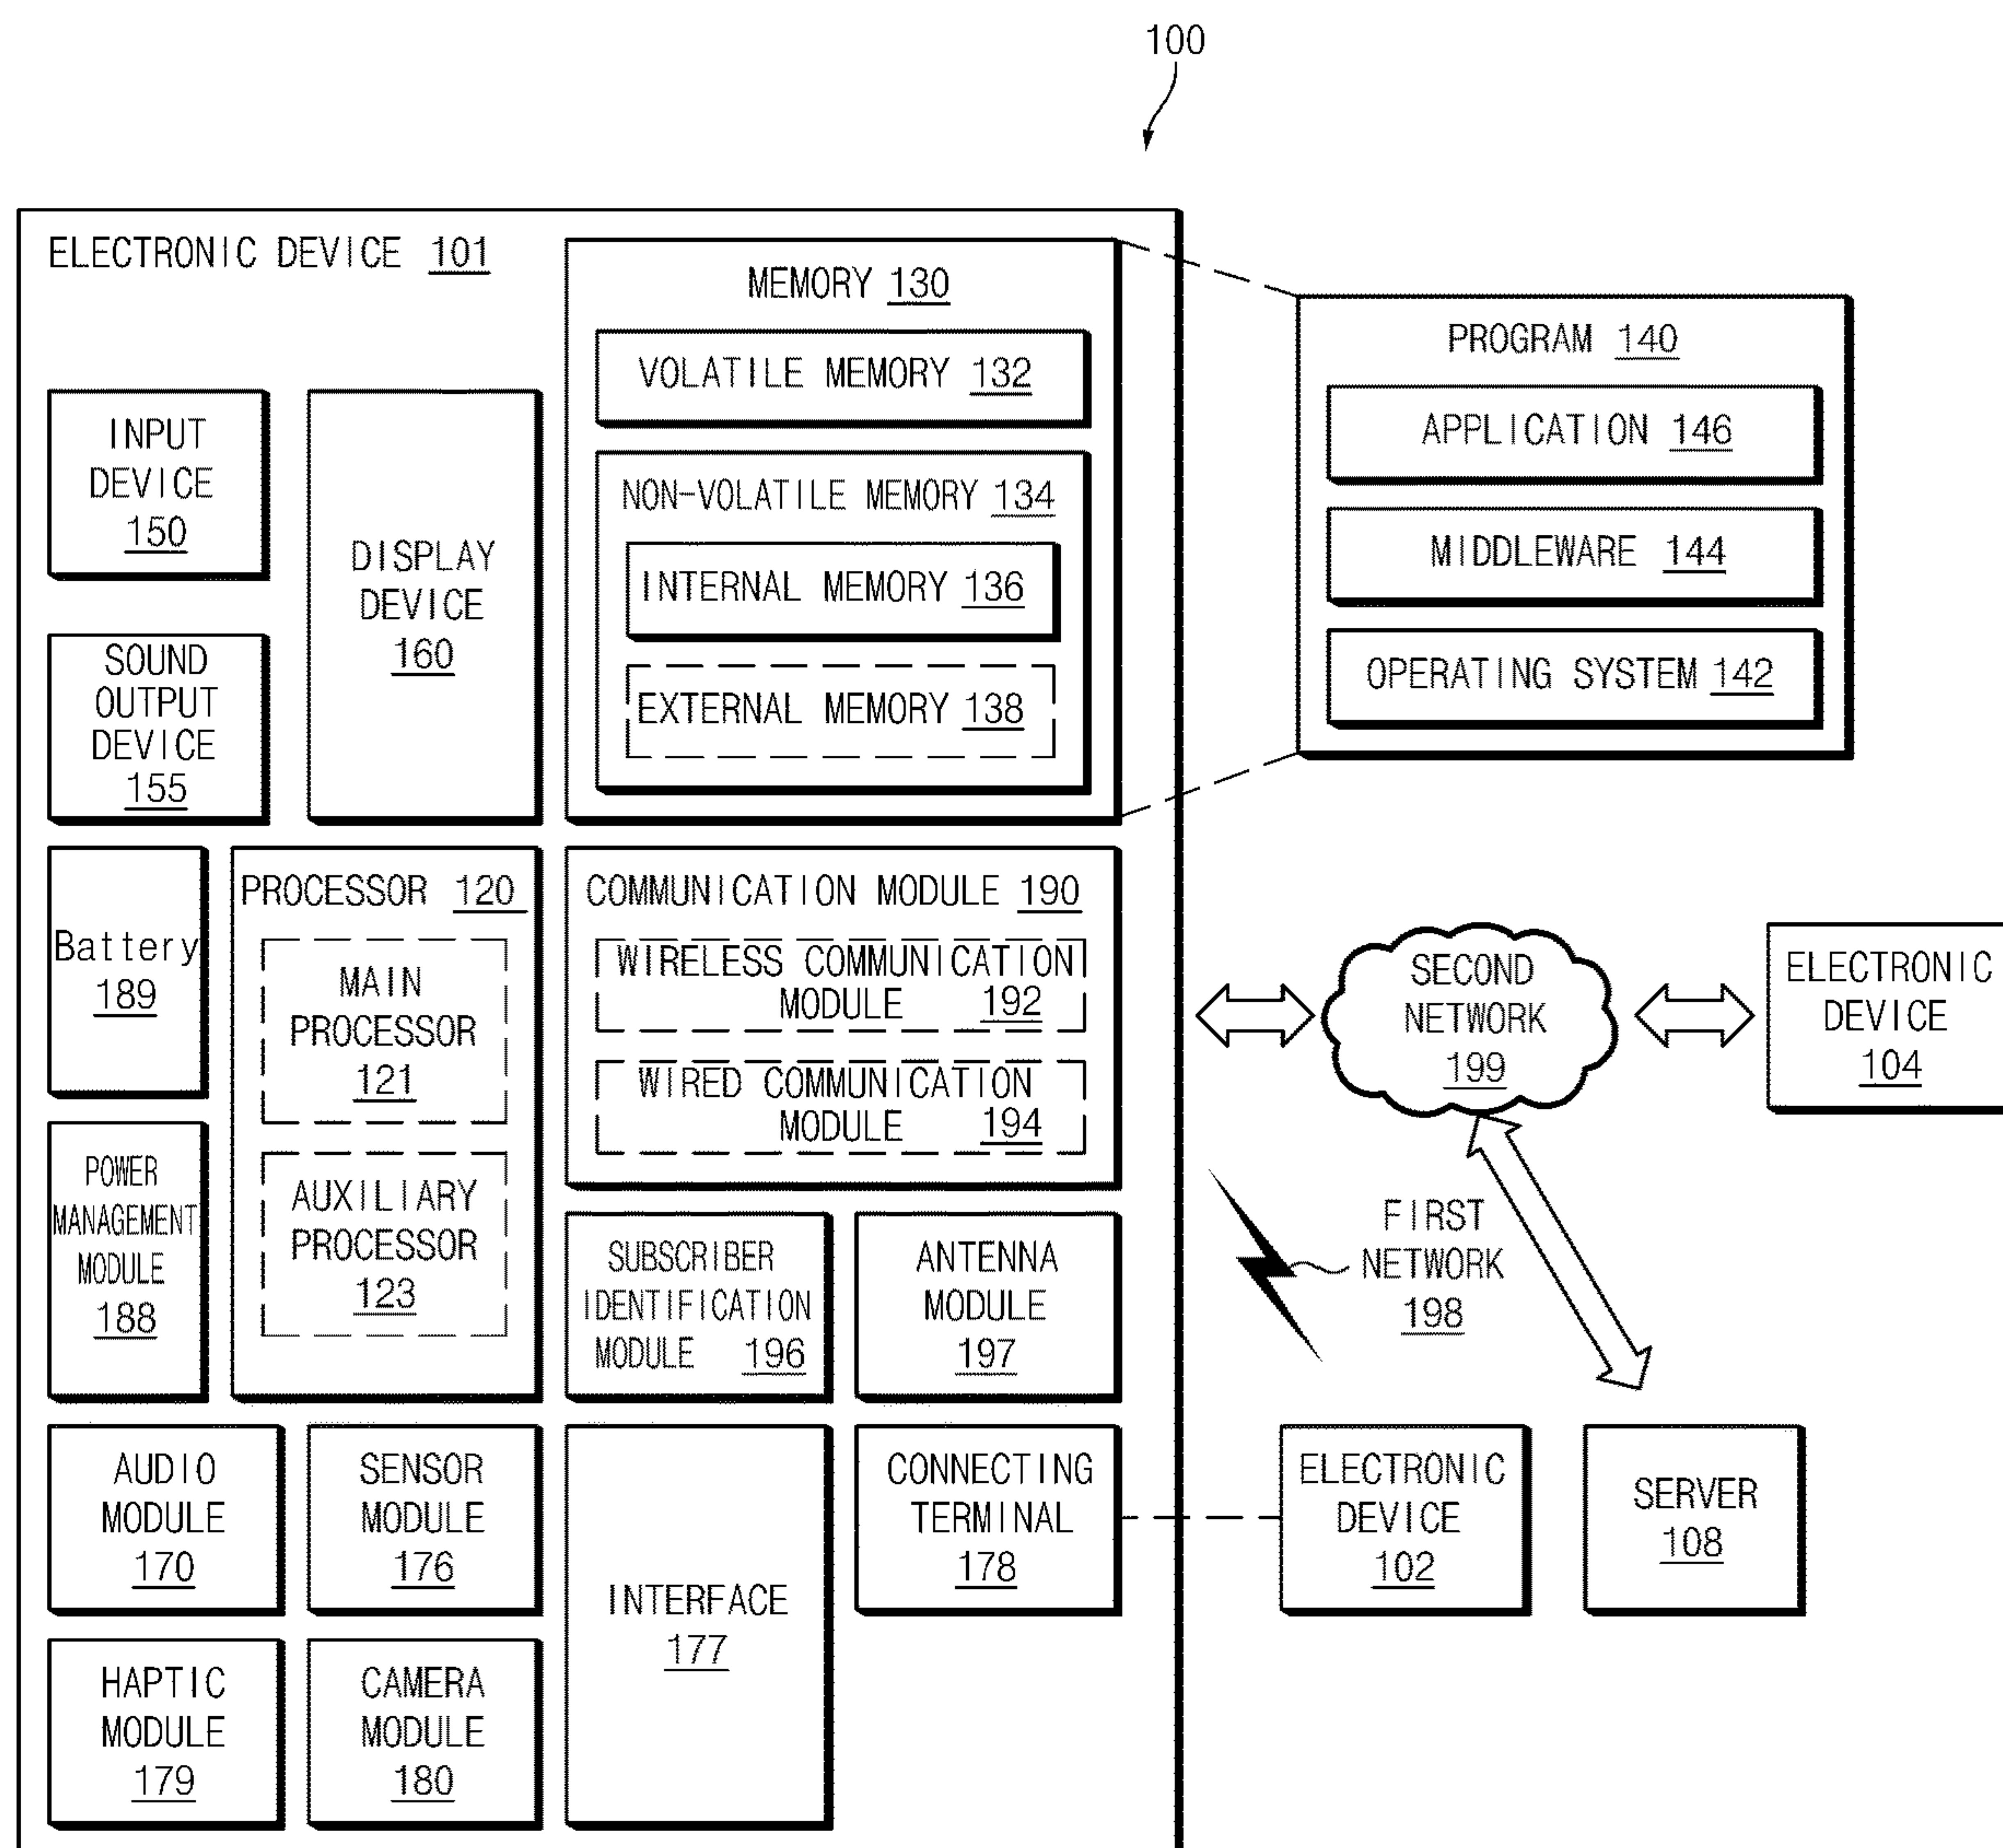 100
ELECTRONIC DEVICE 101
MEMORY 130
VOLATILE MEMORY 132
NON-VOLATILE MEMORY 134
INTERNAL MEMORY 136
EXTERNAL MEMORY 138
PROGRAM 140
APPLICATION 146
MIDDLEWARE 144
OPERATING SYSTEM 142
INPUT
DEVICE
150
SOUND
OUTPUT
DEVICE
155
DISPLAY
DEVICE
160
Battery
189
POWER
MANAGEMENT
MODULE
188
PROCESSOR 120
MAIN
PROCESSOR
121
AUXILIARY
PROCESSOR
123
COMMUNICATION MODULE 190
WIRELESS COMMUNICATION
MODULE 192
WIRED COMMUNICATION
MODULE 194
SUBSCRIBER
IDENTIFICATION
MODULE 196
ANTENNA
MODULE
197
SECOND
NETWORK
199
ELECTRONIC
DEVICE
104
FIRST
NETWORK
198
AUDIO
MODULE
170
SENSOR
MODULE
176
INTERFACE
177
CONNECTING
TERMINAL
178
ELECTRONIC
DEVICE
102
SERVER
108
HAPTIC
MODULE
179
CAMERA
MODULE
180